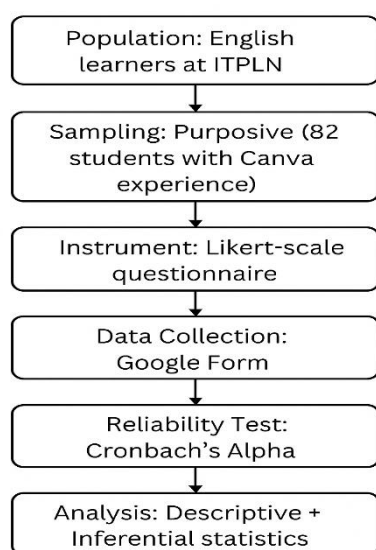 Population: English
learners at ITPLN
Sampling: Purposive (82
students with Canva
experience)
Instrument: Likert-scale
questionnaire
Data Collection:
Google Form
Reliability Test:
Cronbach's Alpha
Analysis: Descriptive +
Inferential statistics